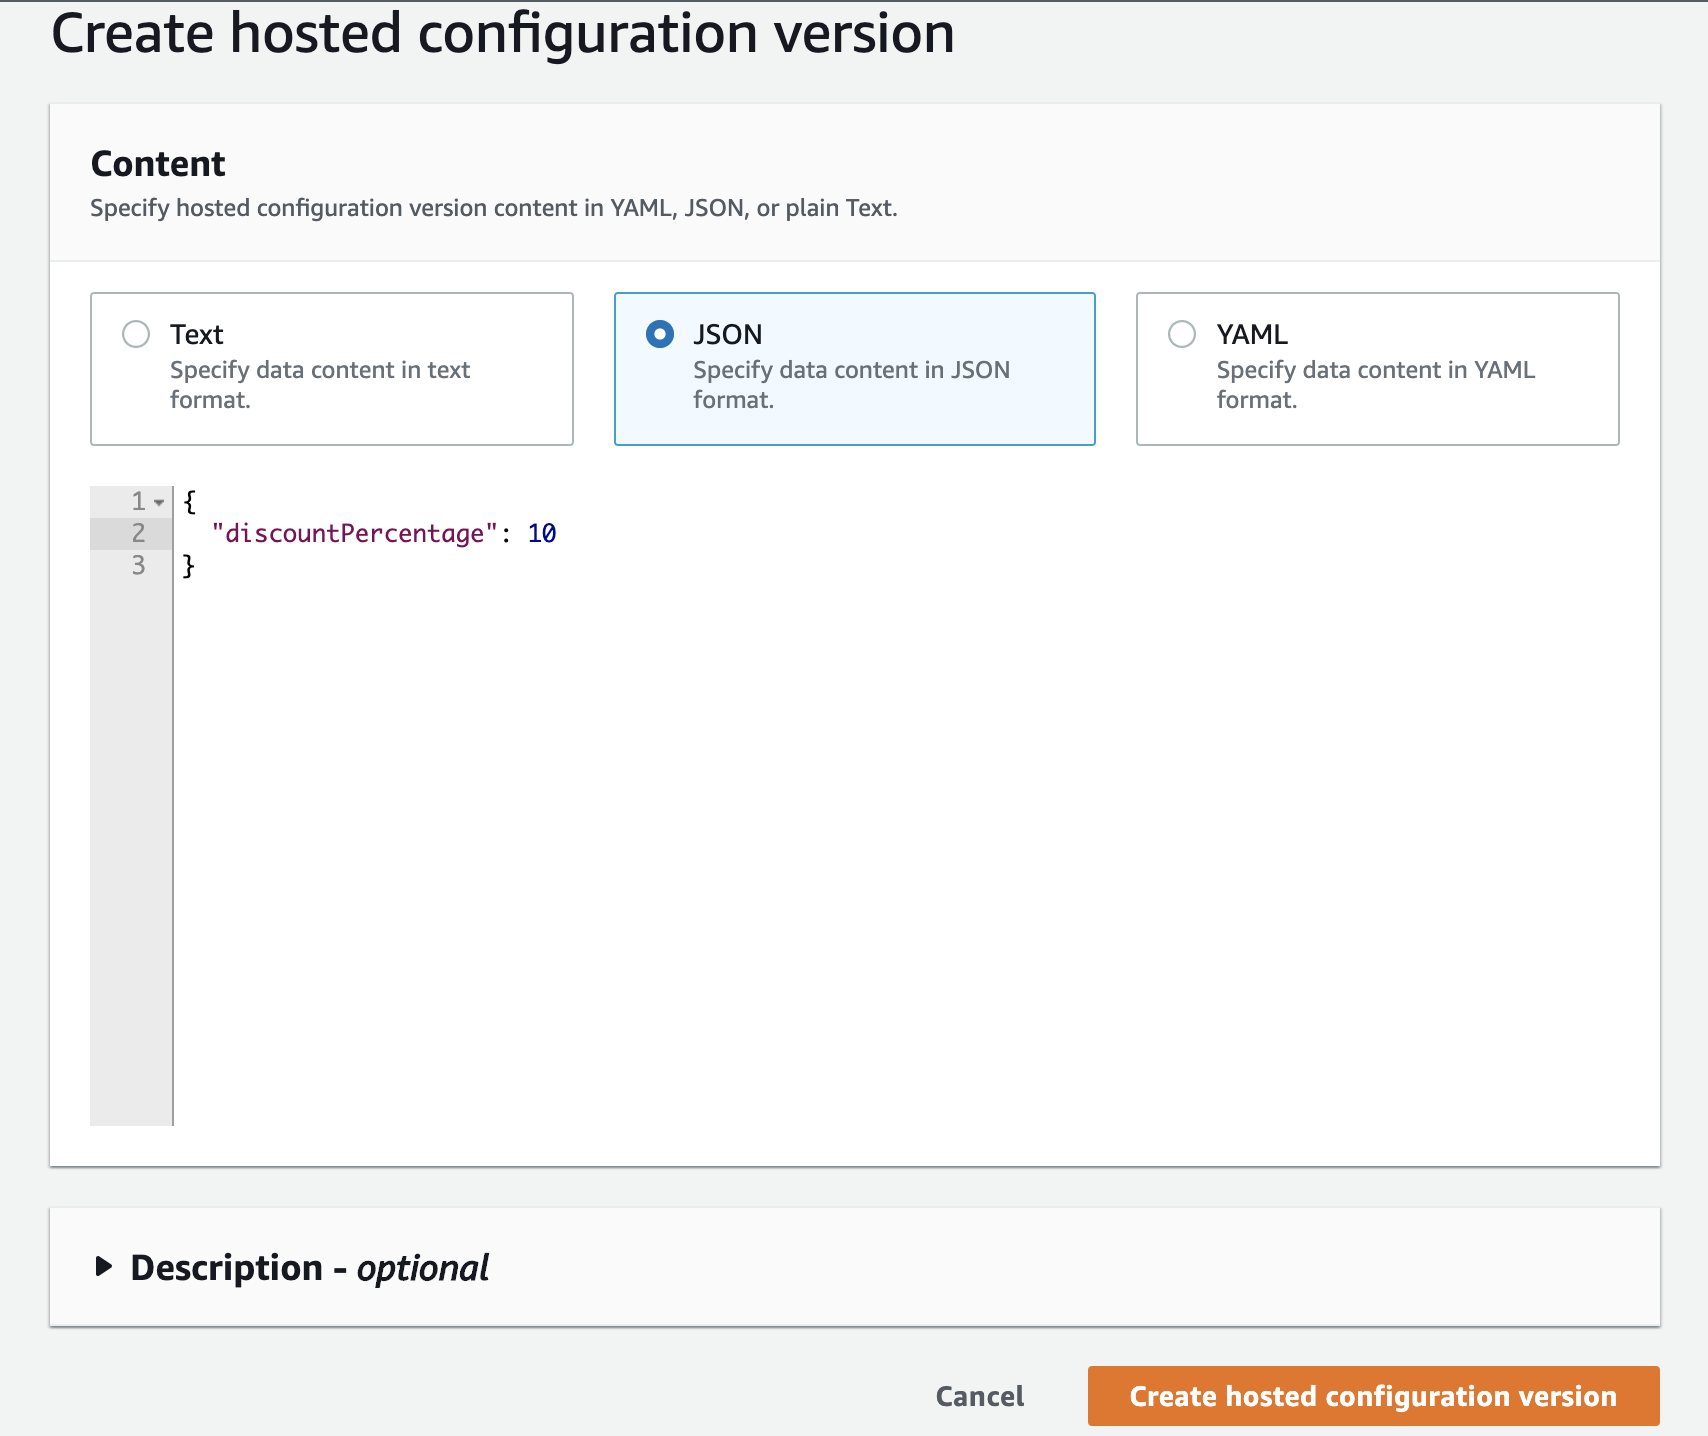 Create hosted configuration version
Content
Specify hosted configuration version content in YAML, JSON, or plain Text.
Text
Specify data content in text
format.
JSON
Specify data content in JSON
format.
YAML
Specify data content in YAML
format.
1 {
2 "discountPercentage": 10
3 }
Description - optional
Cancel
Create hosted configuration version